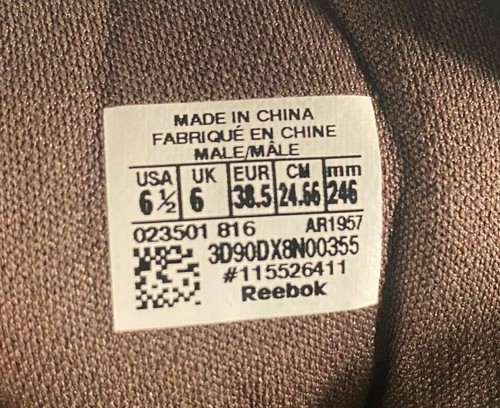 MADE IN CHINA
FABRIQUÉ EN CHINE
MALE/MÂLE
USA UK EUR CM mm
6 ½ 6 38.5 24.66 246
023501 816 AR1957
3D90DX8N00355
#115526411
Reebok